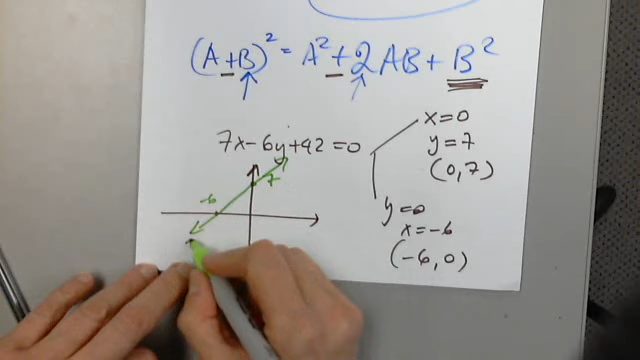 (A+B)² = A²+2AB+B²
7x-6y+42=0
x=0
y=7
(0,7)
7
-6
y=0
x=-6
(-6,0)